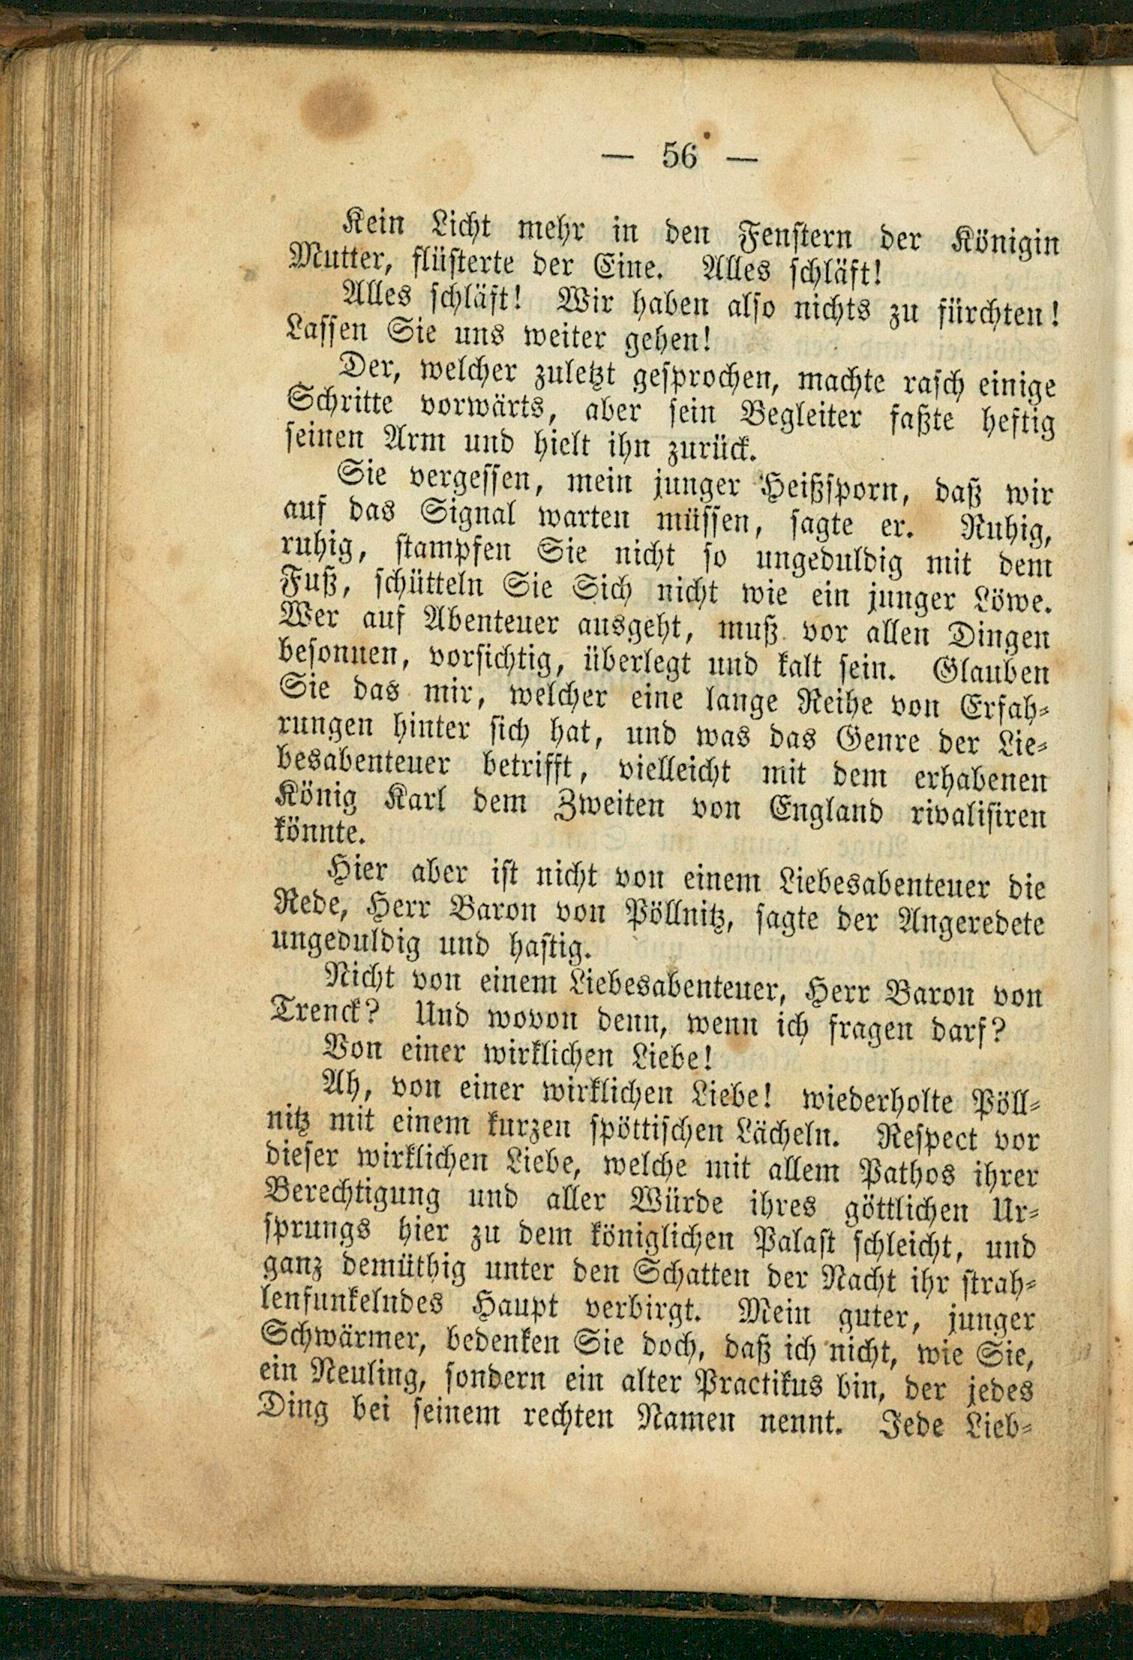 — 56 —
Kein Licht mehr in den Fenstern der Königin
Mutter, flüsterte der Eine. Alles schläft!
Alles schläft! Wir haben also nichts zu fürchten!
Lassen Sie uns weiter gehen!
Der, welcher zuletzt gesprochen, machte rasch einige
Schritte vorwärts, aber sein Begleiter faßte heftig
seinen Arm und hielt ihn zurück.
Sie vergessen, mein junger Heißsporn, daß wir
auf das Signal warten müssen, sagte er. Ruhig,
ruhig, stampfen Sie nicht so ungeduldig mit dem
Fuß, schütteln Sie Sich nicht wie ein junger Löwe.
Wer auf Abenteuer ausgeht, muß vor allen Dingen
besonnen, vorsichtig, überlegt und kalt sein. Glauben
Sie das mir, welcher eine lange Reihe von Erfah-
rungen hinter sich hat, und was das Genre der Lie-
besabenteuer betrifft, vielleicht mit dem erhabenen
König Karl dem Zweiten von England rivalisiren
könnte.
Hier aber ist nicht von einem Liebesabenteuer die
Rede, Herr Baron von Pöllnitz, sagte der Angeredete
ungeduldig und hastig.
Nicht von einem Liebesabenteuer, Herr Baron von
Trenck? Und wovon denn, wenn ich fragen darf?
Von einer wirklichen Liebe!
Ah, von einer wirklichen Liebe! wiederholte Pöll-
nitz mit einem kurzen spöttischen Lächeln. Respect vor
dieser wirklichen Liebe, welche mit allem Pathos ihrer
Berechtigung und aller Würde ihres göttlichen Ur-
sprungs hier zu dem königlichen Palast schleicht, und
ganz demüthig unter den Schatten der Nacht ihr strah-
lenfunkelndes Haupt verbirgt. Mein guter, junger
Schwärmer, bedenken Sie doch, daß ich nicht, wie Sie,
ein Neuling, sondern ein alter Practikus bin, der jedes
Ding bei seinem rechten Namen nennt. Jede Lieb-